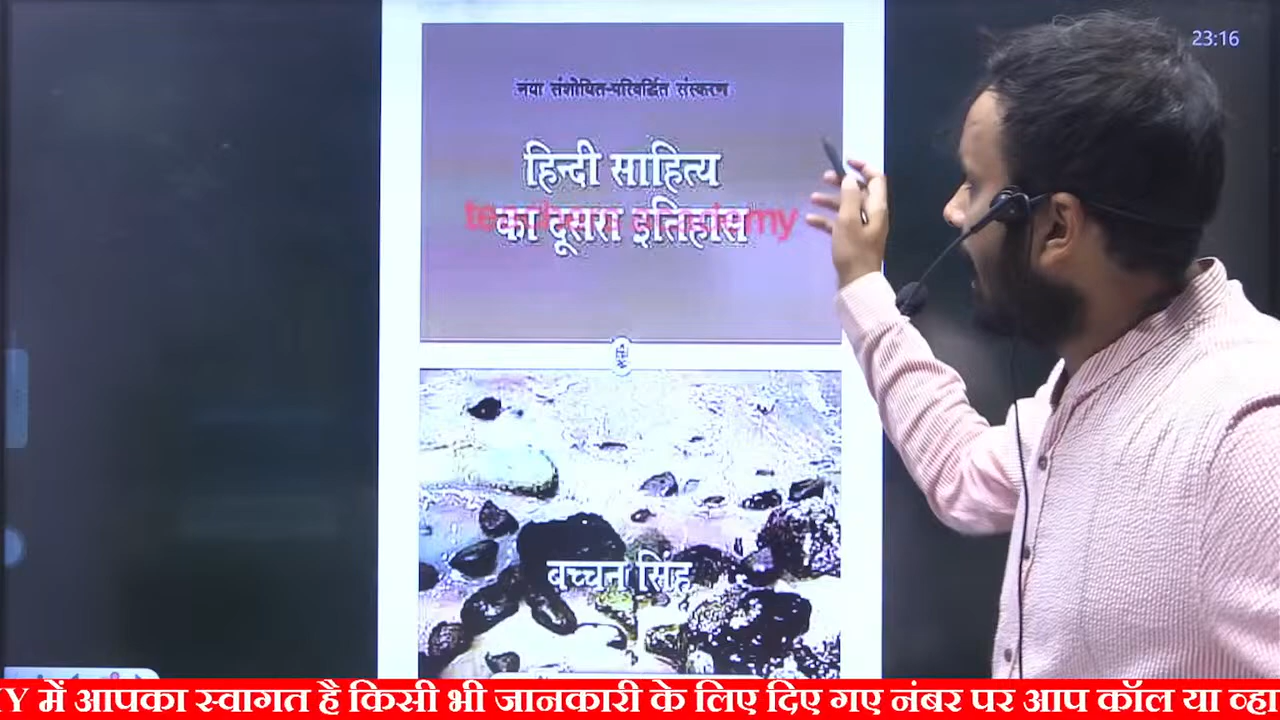 23:16
नया संशोधित-परिवर्द्धित संस्करण
हिन्दी साहित्य
का दूसरा इतिहास
बच्चन सिंह
में आपका स्वागत है किसी भी जानकारी के लिए दिए गए नंबर पर आप कॉल या